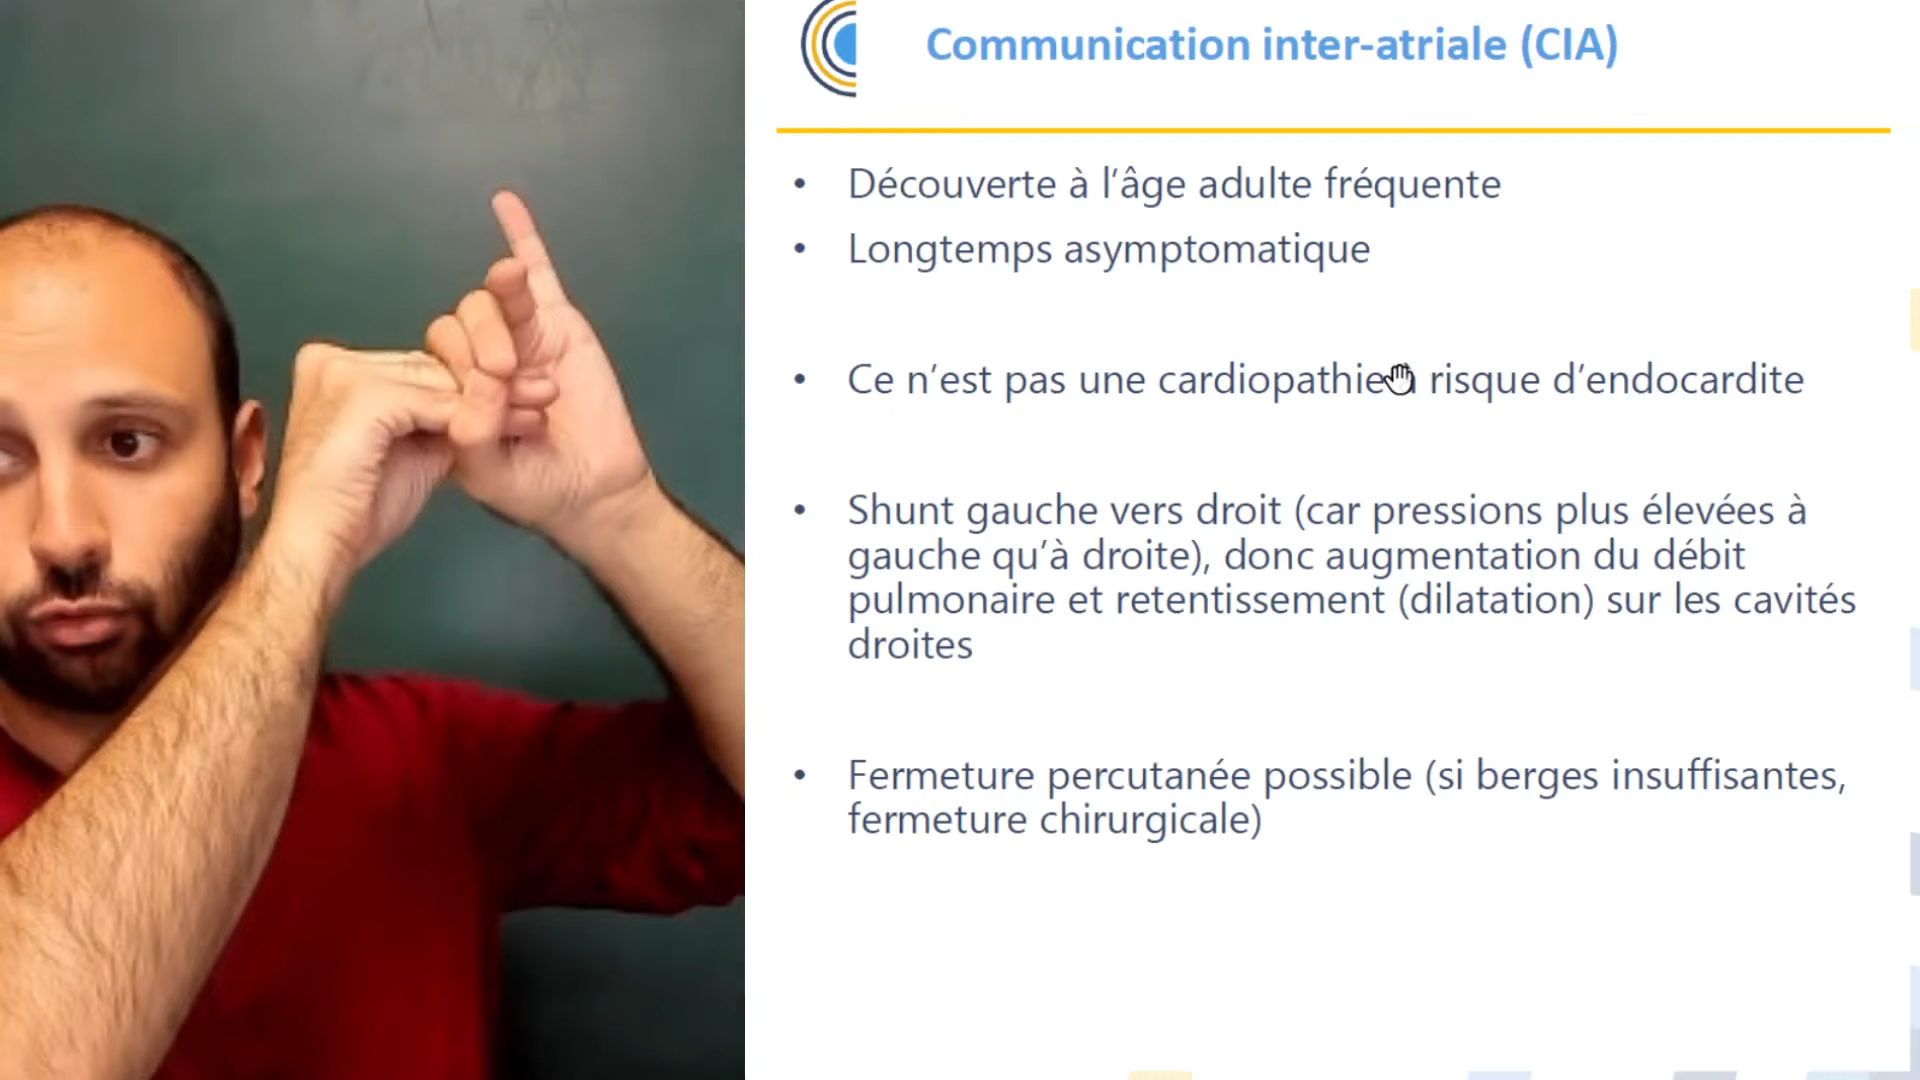 Communication inter-atriale (CIA)
• Découverte à l'âge adulte fréquente
• Longtemps asymptomatique
• Ce n'est pas une cardiopathie à risque d'endocardite
• Shunt gauche vers droit (car pressions plus élevées à
gauche qu'à droite), donc augmentation du débit
pulmonaire et retentissement (dilatation) sur les cavités
droites
• Fermeture percutanée possible (si berges insuffisantes,
fermeture chirurgicale)